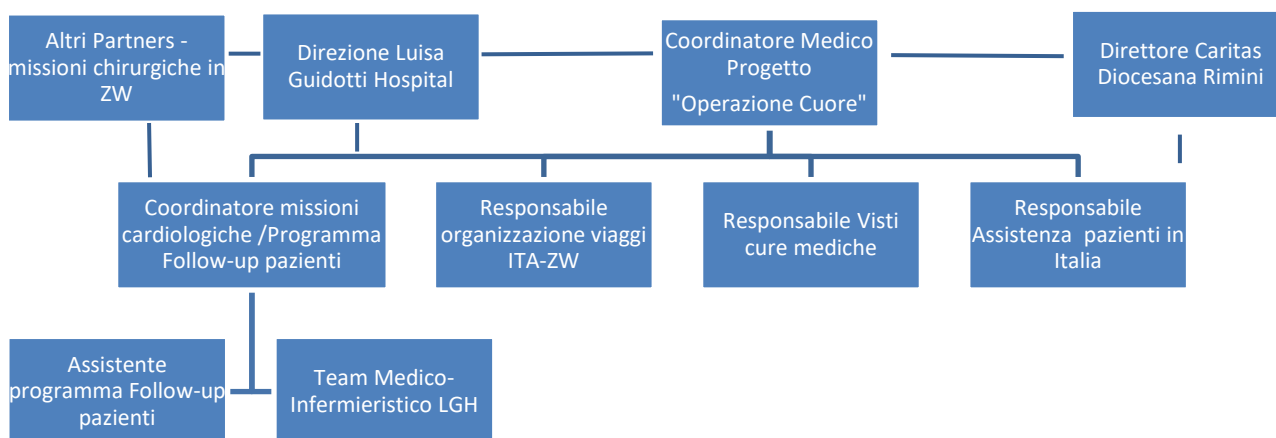 Altri Partners -
missioni chirurgiche in
ZW
Direzione Luisa
Guidotti Hospital
Coordinatore Medico
Progetto
"Operazione Cuore"
Direttore Caritas
Diocesana Rimini
Coordinatore missioni
cardiologiche /Programma
Follow-up pazienti
Responsabile
organizzazione viaggi
ITA-ZW
Responsabile Visti
cure mediche
Responsabile
Assistenza pazienti in
Italia
Assistente
programma Follow-up
pazienti
Team Medico-
Infermieristico LGH